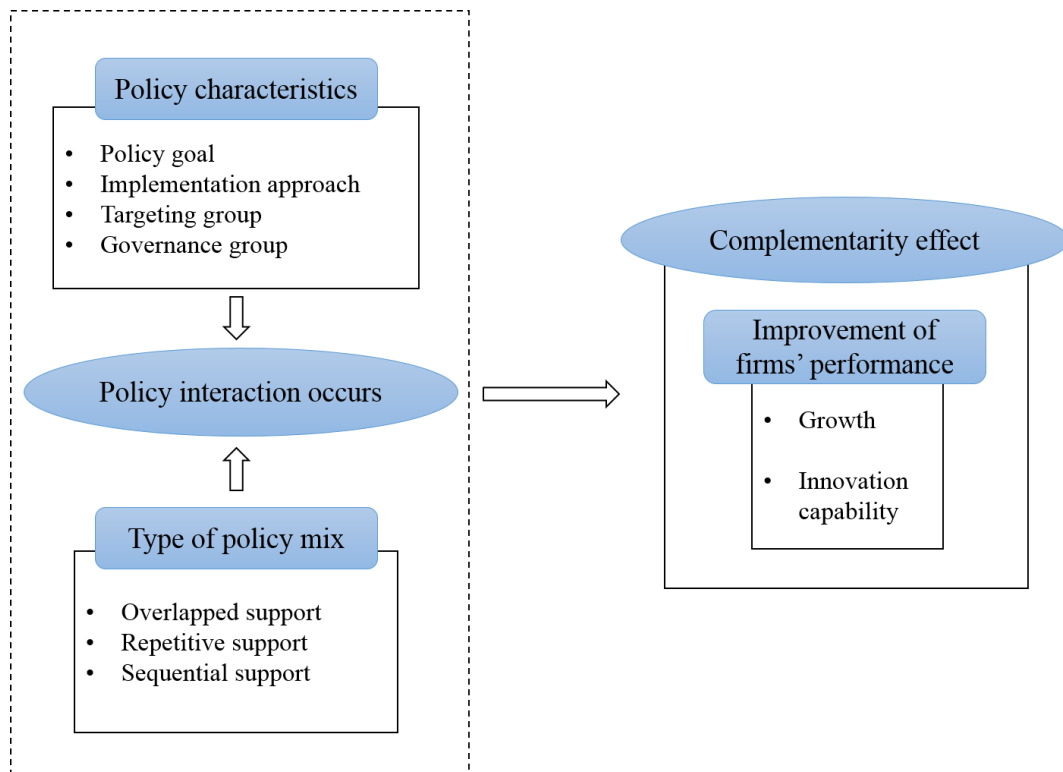 Policy characteristics
• Policy goal
• Implementation approach
• Targeting group
• Governance group
Policy interaction occurs
Type of policy mix
• Overlapped support
• Repetitive support
• Sequential support
Complementarity effect
Improvement of
firms’ performance
• Growth
• Innovation
capability